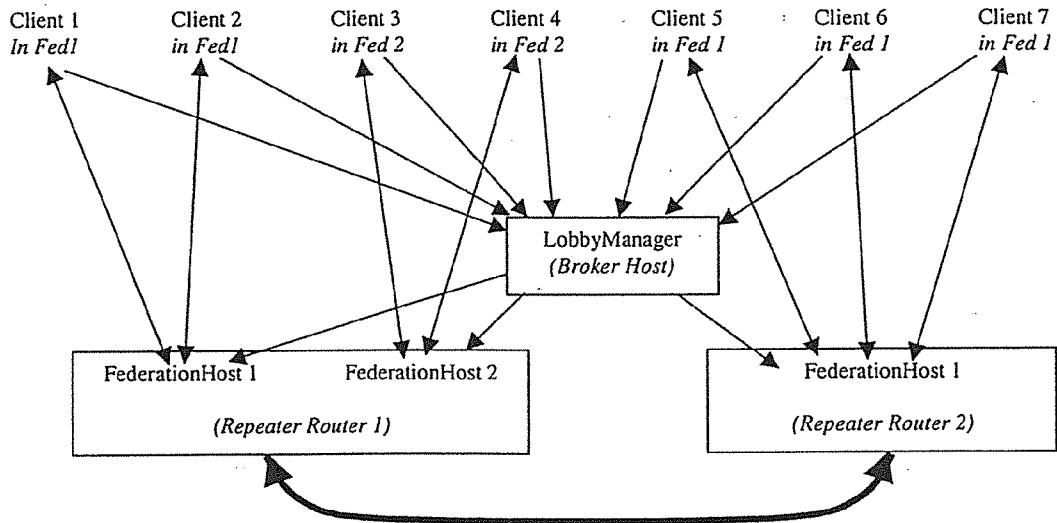 Client 1 Client 2 Client 3 Client 4 Client 5 Client 6 Client 7
In Fed1 in Fed1 in Fed 2 in Fed 2 in Fed 1 in Fed 1 in Fed 1
LobbyManager
(Broker Host)
FederationHost 1 FederationHost 2 FederationHost 1
(Repeater Router 1) (Repeater Router 2)